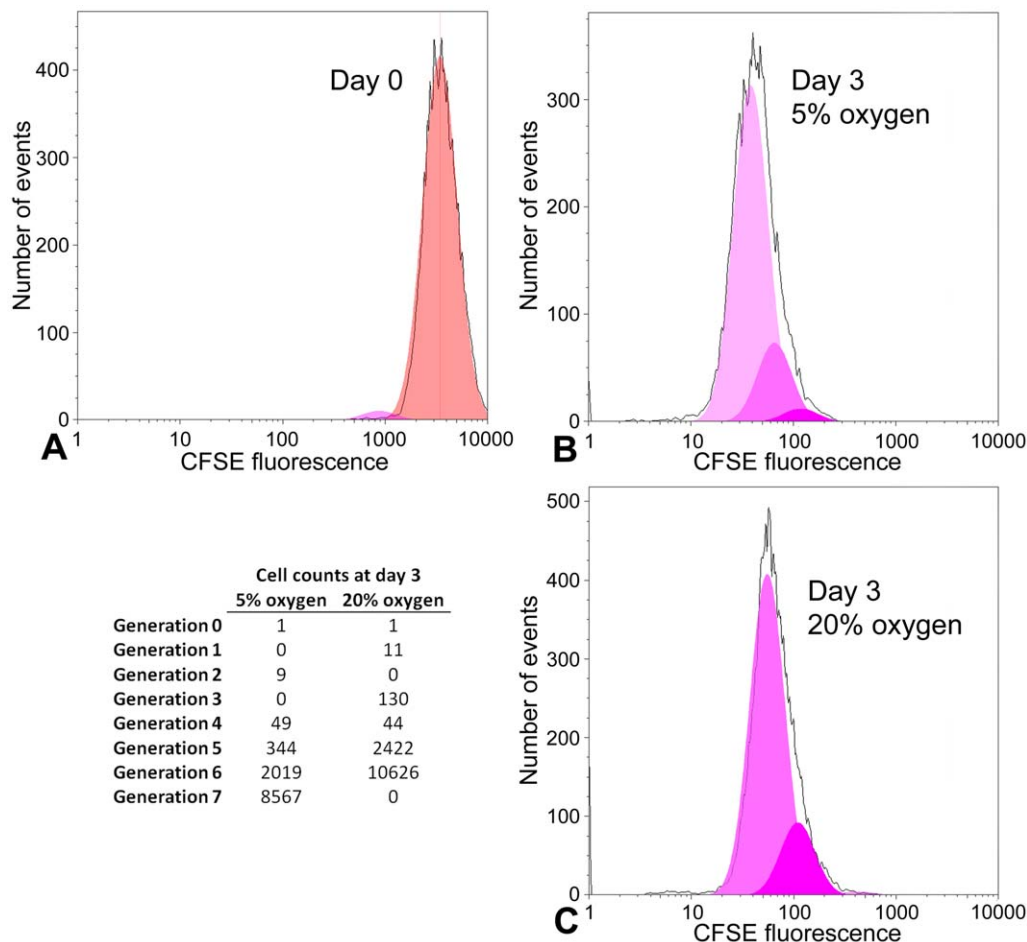 400
300
200
100
0
Number of events
Day 0
1
10
100
1000
10000
A
CFSE fluorescence
300
200
100
0
Number of events
Day 3
5% oxygen
1
10
100
1000
10000
B
CFSE fluorescence
Cell counts at day 3
5% oxygen 20% oxygen
Generation 0 1 1
Generation 1 0 11
Generation 2 9 0
Generation 3 0 130
Generation 4 49 44
Generation 5 344 2422
Generation 6 2019 10626
Generation 7 8567 0
500
400
300
200
100
0
Number of events
Day 3
20% oxygen
1
10
100
1000
10000
C
CFSE fluorescence